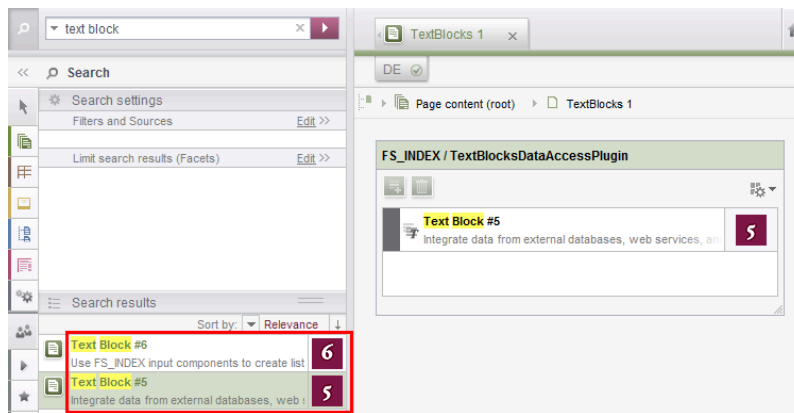 text block ×
Search
Search settings
Filters and Sources Edit >>
Limit search results (Facets) Edit >>
Search results
Sort by: Relevance ↓
Text Block #6
Use FS_INDEX input components to create list
6
Text Block #5
Integrate data from external databases, web s
5
TextBlocks 1 ×
DE
Page content (root) TextBlocks 1
FS_INDEX / TextBlocksDataAccessPlugin
Text Block #5
Integrate data from external databases, web services, an
5